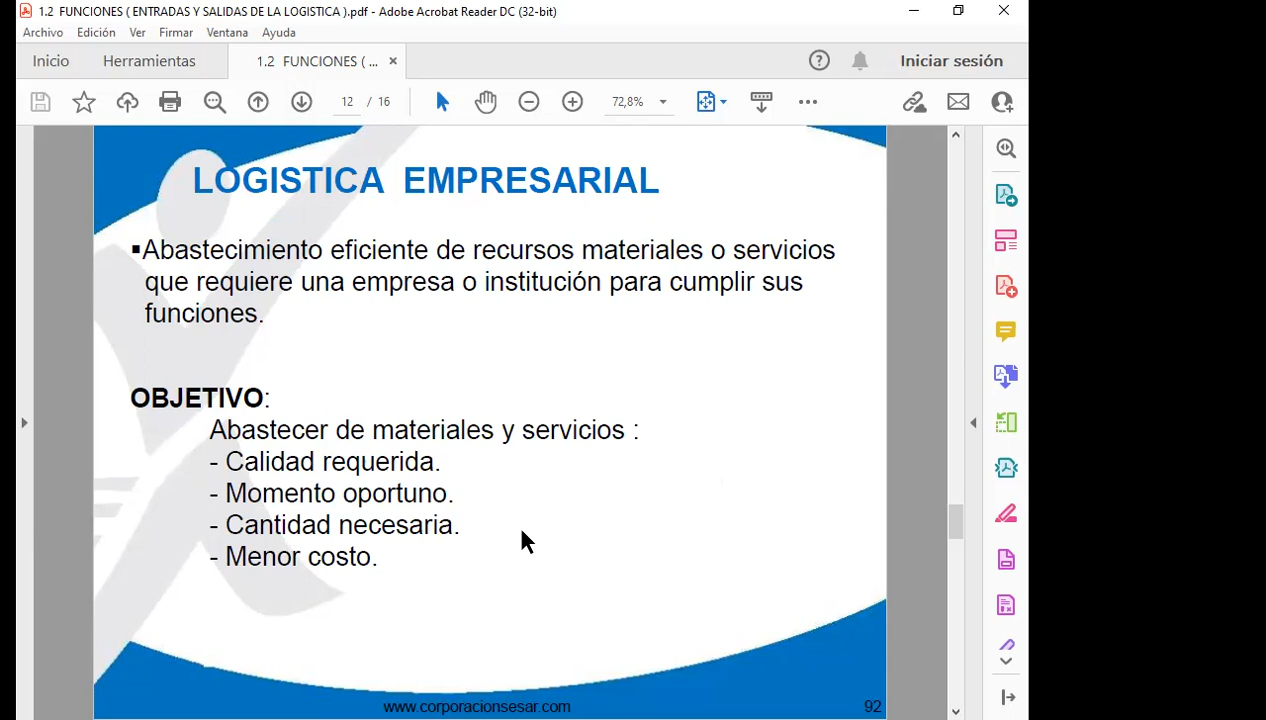 1.2 FUNCIONES ( ENTRADAS Y SALIDAS DE LA LOGISTICA ).pdf - Adobe Acrobat Reader DC (32-bit)
Archivo Edición Ver Firmar Ventana Ayuda
Inicio Herramientas 1.2 FUNCIONES ( ... × Iniciar sesión
12 / 16 72,8%
LOGISTICA EMPRESARIAL
▪Abastecimiento eficiente de recursos materiales o servicios
que requiere una empresa o institución para cumplir sus
funciones.
OBJETIVO:
Abastecer de materiales y servicios :
- Calidad requerida.
- Momento oportuno.
- Cantidad necesaria.
- Menor costo.
www.corporacionsesar.com 92